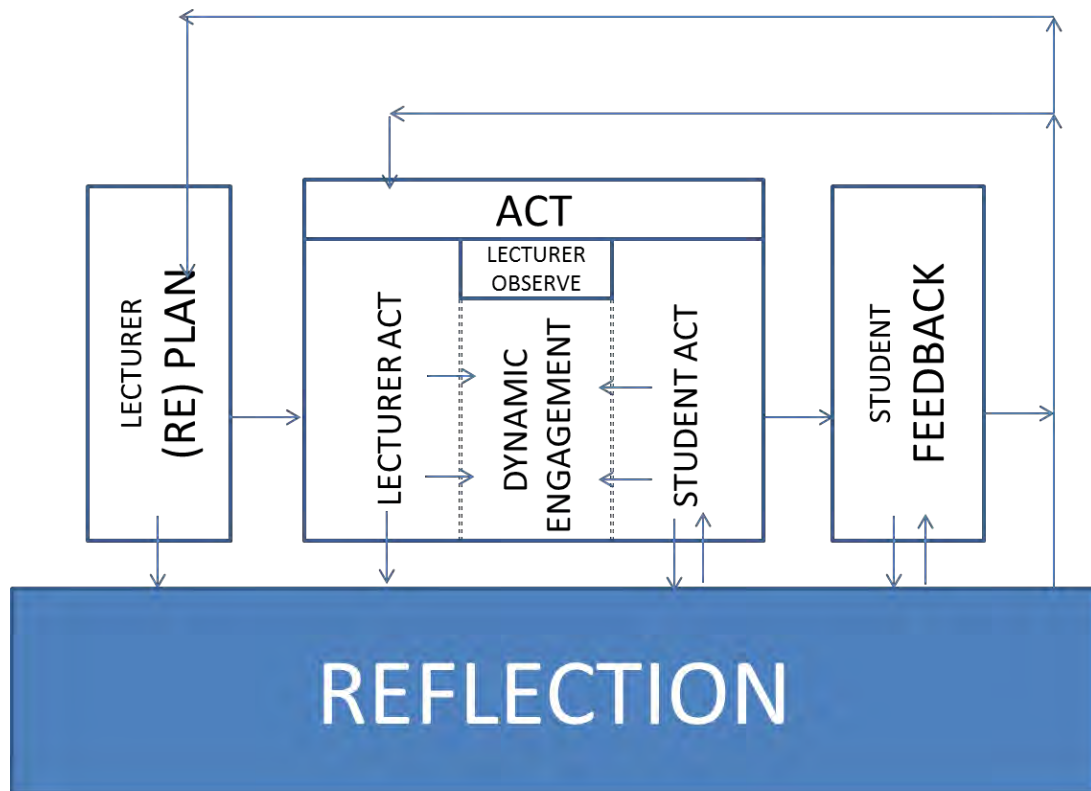 LECTURER
(RE) PLAN
ACT
LECTURER
OBSERVE
LECTURER ACT
DYNAMIC
ENGAGEMENT
STUDENT ACT
STUDENT
FEEDBACK
REFLECTION